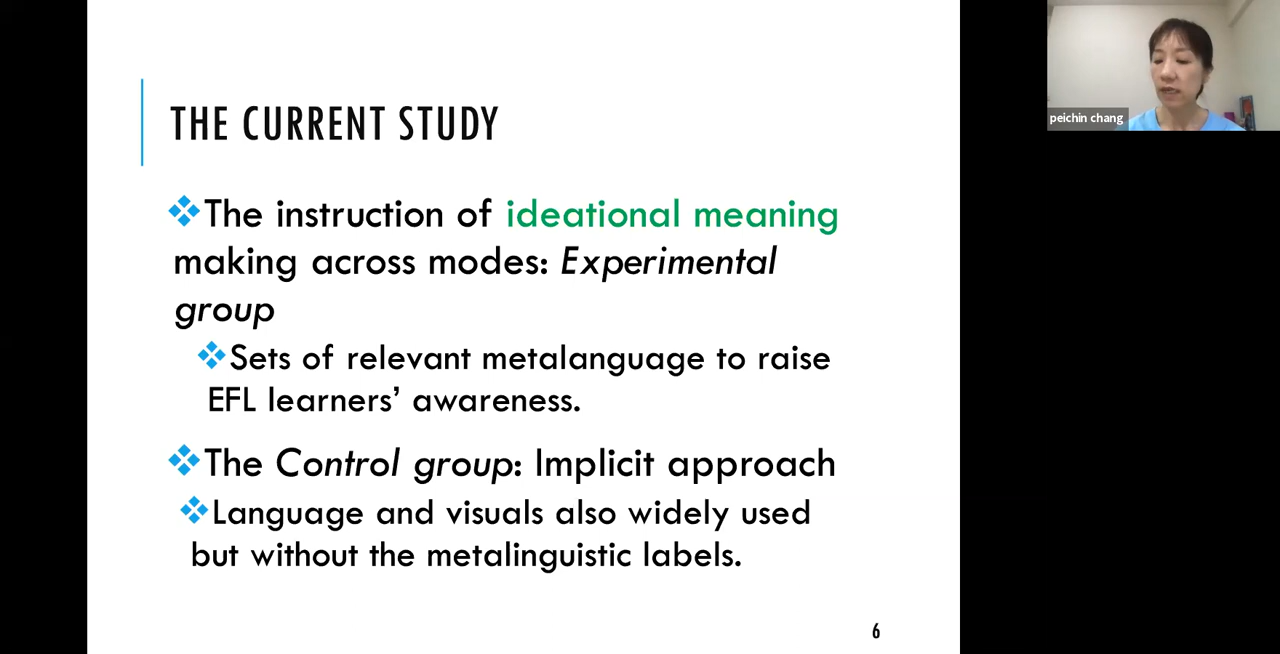 THE CURRENT STUDY
❖The instruction of ideational meaning
making across modes: Experimental
group
❖Sets of relevant metalanguage to raise
EFL learners’ awareness.
❖The Control group: Implicit approach
❖Language and visuals also widely used
but without the metalinguistic labels.
6
peichin chang